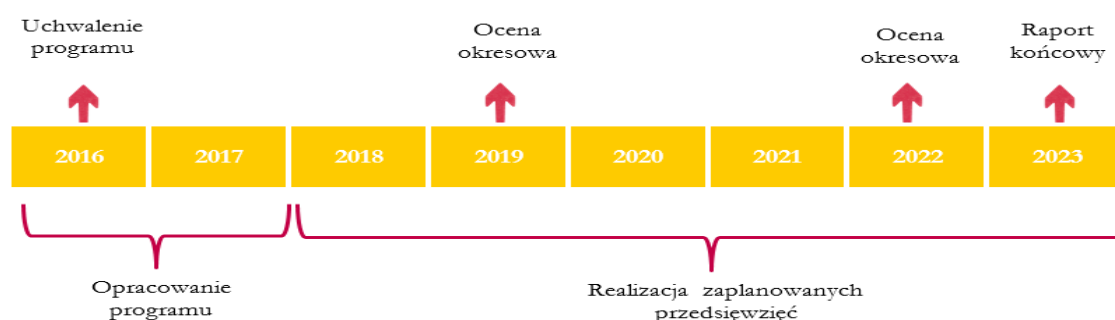 Uchwalenie
programu
Ocena
okresowa
Ocena
okresowa
Raport
końcowy
2016 2017 2018 2019 2020 2021 2022 2023
Opracowanie
programu
Realizacja zaplanowanych
przedsięwzięć